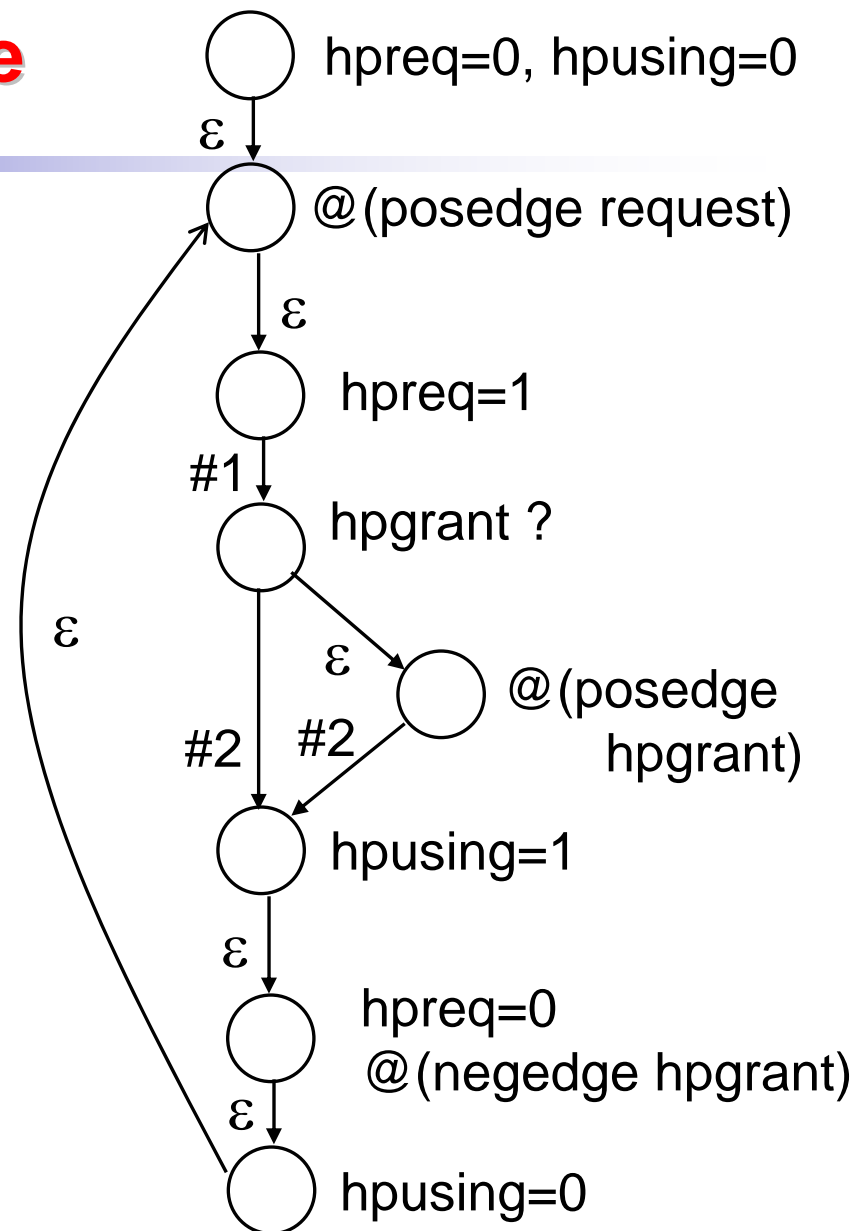 e
hpreq=0, hpusing=0
ε
@(posedge request)
ε
hpreq=1
#1
hpgrant ?
ε
ε
@(posedge
hpgrant)
#2
#2
hpusing=1
ε
hpreq=0
@(negedge hpgrant)
ε
hpusing=0